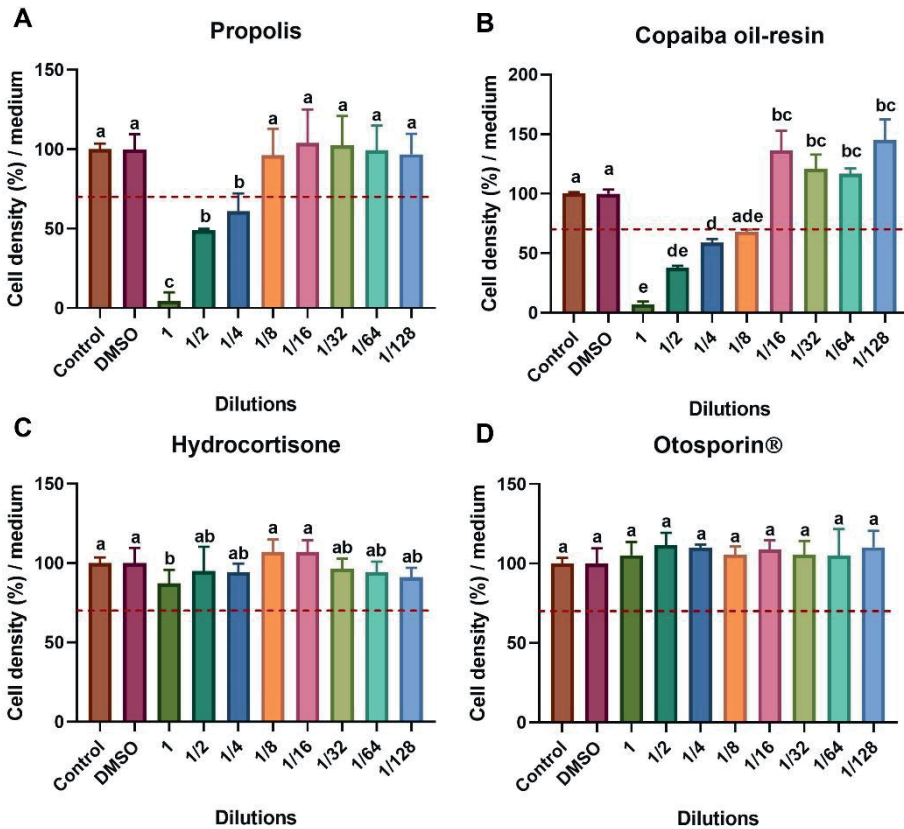 A
Propolis
Cell density (%) / medium
150
100
50
0
a
a
c
b
b
a
a
a
a
a
Control
DMSO
1
1/2
1/4
1/8
1/16
1/32
1/64
1/128
Dilutions
B
Copaiba oil-resin
Cell density (%) / medium
200
150
100
50
0
a
a
e
de
d
ade
bc
bc
bc
bc
Control
DMSO
1
1/2
1/4
1/8
1/16
1/32
1/64
1/128
Dilutions
C
Hydrocortisone
Cell density (%) / medium
150
100
50
0
a
a
b
ab
ab
a
a
ab
ab
ab
Control
DMSO
1
1/2
1/4
1/8
1/16
1/32
1/64
1/128
Dilutions
D
Otosporin®
Cell density (%) / medium
150
100
50
0
a
a
a
a
a
a
a
a
a
a
Control
DMSO
1
1/2
1/4
1/8
1/16
1/32
1/64
1/128
Dilutions